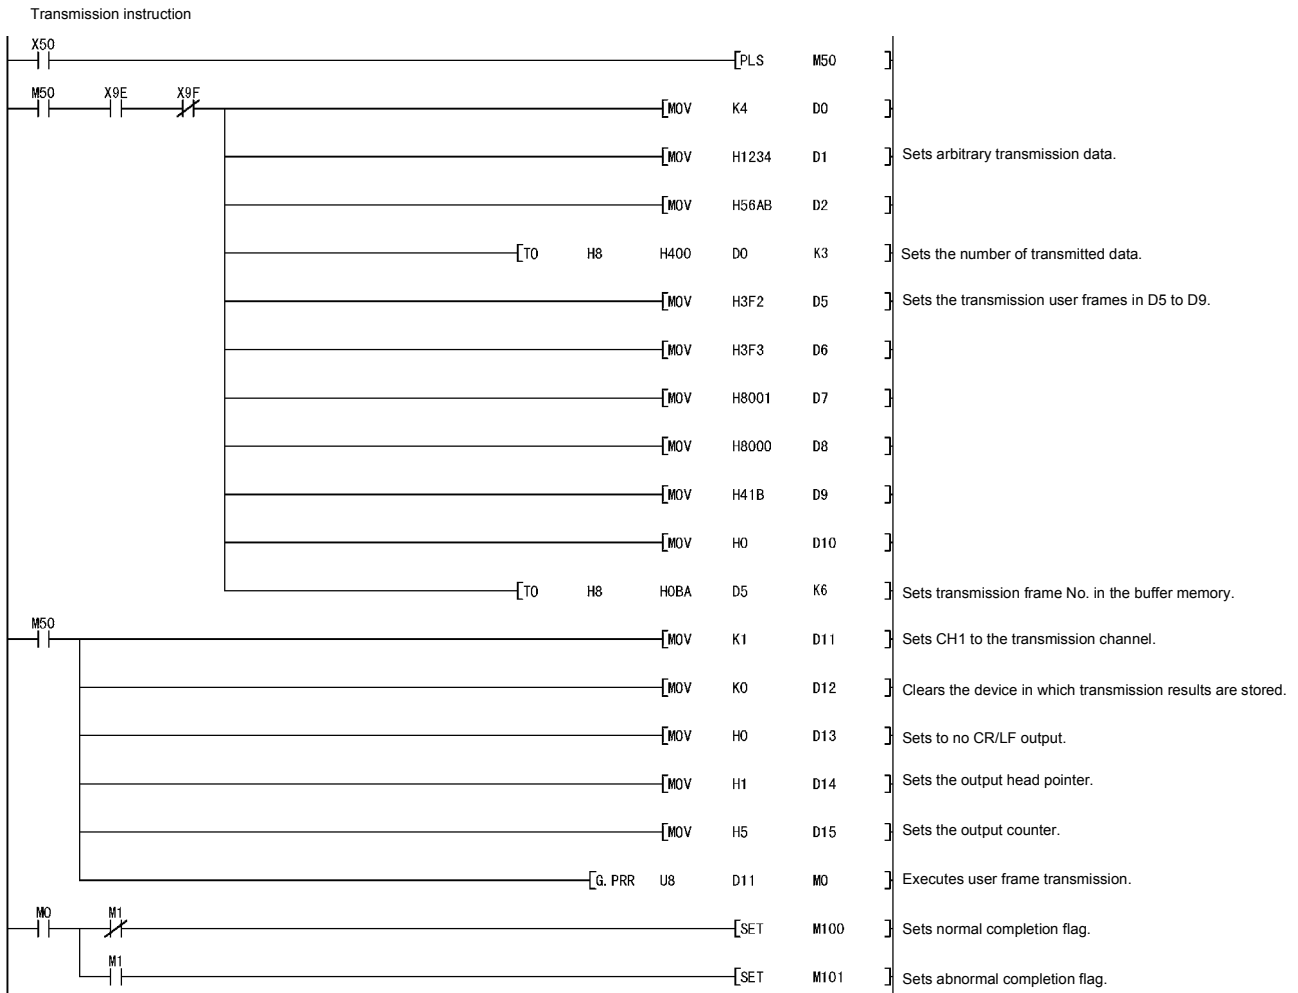 Transmission instruction
X50
[PLS M50 ]
M50 X9E X9F
[MOV K4 D0 ]
[MOV H1234 D1 ] Sets arbitrary transmission data.
[MOV H56AB D2 ]
[TO H8 H400 D0 K3 ] Sets the number of transmitted data.
[MOV H3F2 D5 ] Sets the transmission user frames in D5 to D9.
[MOV H3F3 D6 ]
[MOV H8001 D7 ]
[MOV H8000 D8 ]
[MOV H41B D9 ]
[MOV H0 D10 ]
[TO H8 H0BA D5 K6 ] Sets transmission frame No. in the buffer memory.
M50
[MOV K1 D11 ] Sets CH1 to the transmission channel.
[MOV K0 D12 ] Clears the device in which transmission results are stored.
[MOV H0 D13 ] Sets to no CR/LF output.
[MOV H1 D14 ] Sets the output head pointer.
[MOV H5 D15 ] Sets the output counter.
[G.PRR U8 D11 M0 ] Executes user frame transmission.
M0 M1
[SET M100 ] Sets normal completion flag.
M1
[SET M101 ] Sets abnormal completion flag.